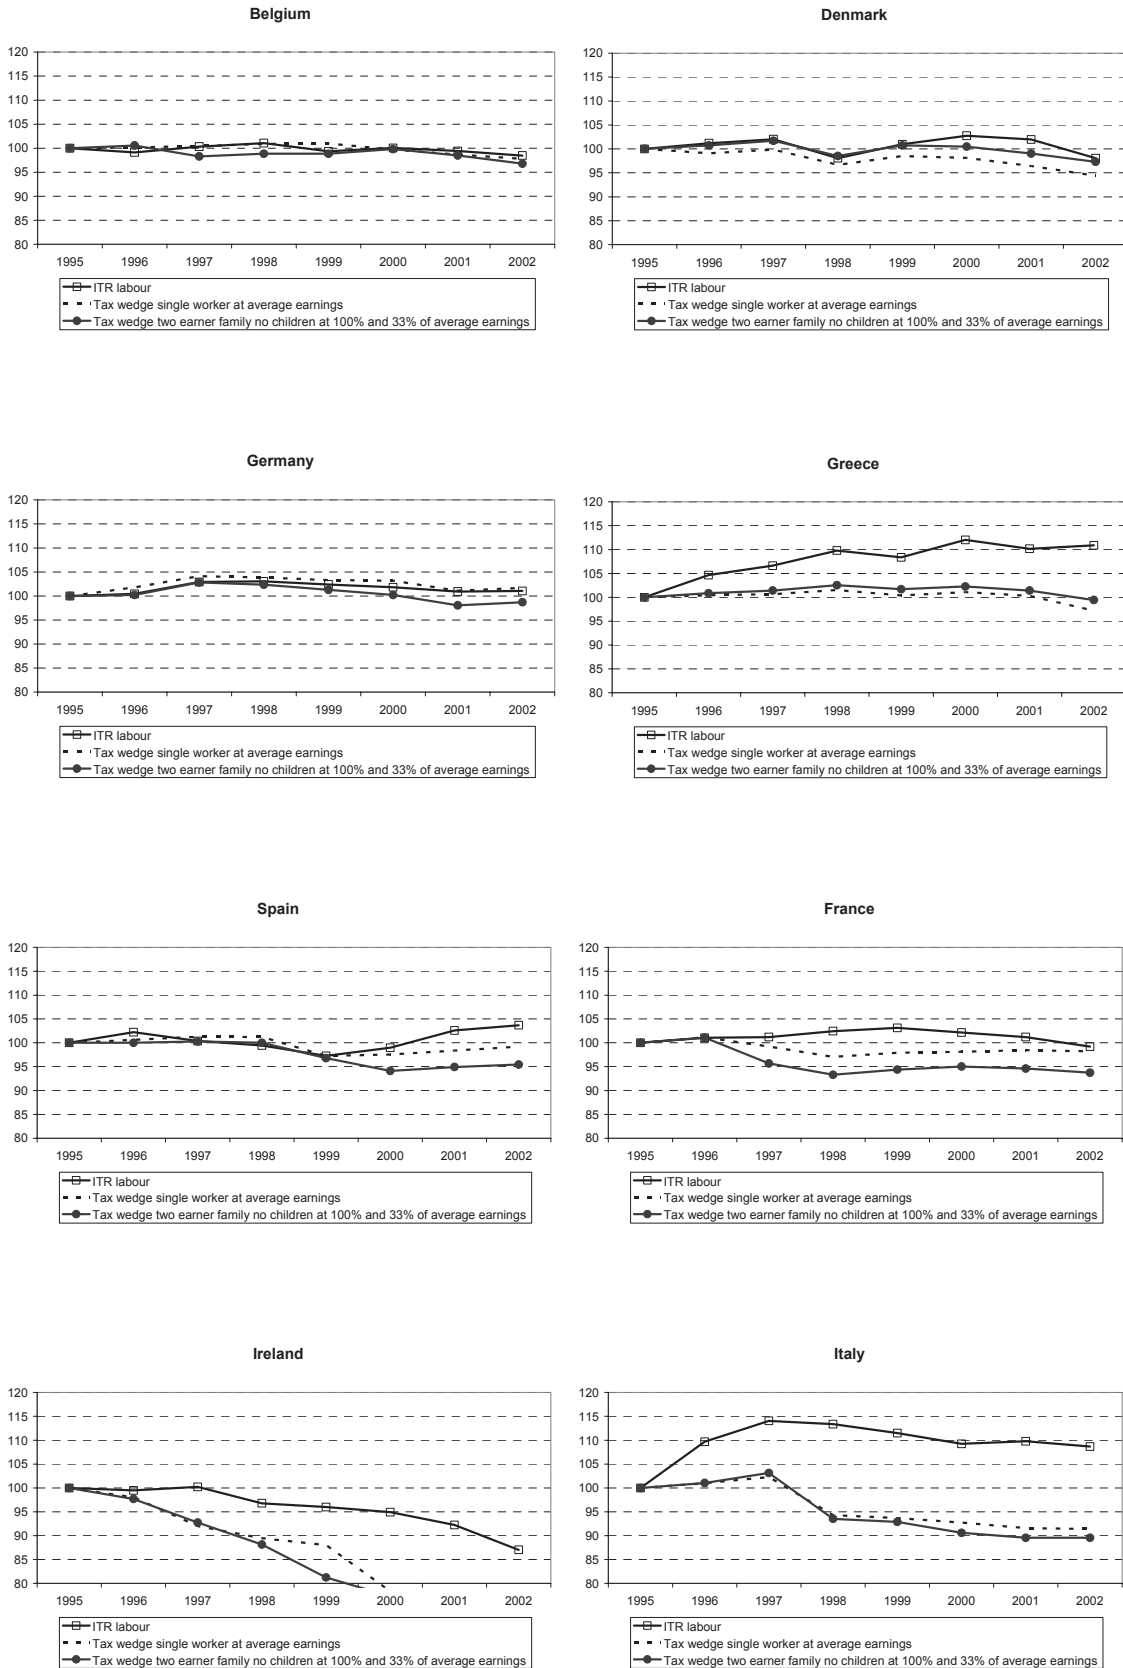 Belgium
120
115
110
105
100
95
90
85
80
1995 1996 1997 1998 1999 2000 2001 2002
ITR labour
Tax wedge single worker at average earnings
Tax wedge two earner family no children at 100% and 33% of average earnings
Denmark
120
115
110
105
100
95
90
85
80
1995 1996 1997 1998 1999 2000 2001 2002
ITR labour
Tax wedge single worker at average earnings
Tax wedge two earner family no children at 100% and 33% of average earnings
Germany
120
115
110
105
100
95
90
85
80
1995 1996 1997 1998 1999 2000 2001 2002
ITR labour
Tax wedge single worker at average earnings
Tax wedge two earner family no children at 100% and 33% of average earnings
Greece
120
115
110
105
100
95
90
85
80
1995 1996 1997 1998 1999 2000 2001 2002
ITR labour
Tax wedge single worker at average earnings
Tax wedge two earner family no children at 100% and 33% of average earnings
Spain
120
115
110
105
100
95
90
85
80
1995 1996 1997 1998 1999 2000 2001 2002
ITR labour
Tax wedge single worker at average earnings
Tax wedge two earner family no children at 100% and 33% of average earnings
France
120
115
110
105
100
95
90
85
80
1995 1996 1997 1998 1999 2000 2001 2002
ITR labour
Tax wedge single worker at average earnings
Tax wedge two earner family no children at 100% and 33% of average earnings
Ireland
120
115
110
105
100
95
90
85
80
1995 1996 1997 1998 1999 2000 2001 2002
ITR labour
Tax wedge single worker at average earnings
Tax wedge two earner family no children at 100% and 33% of average earnings
Italy
120
115
110
105
100
95
90
85
80
1995 1996 1997 1998 1999 2000 2001 2002
ITR labour
Tax wedge single worker at average earnings
Tax wedge two earner family no children at 100% and 33% of average earnings